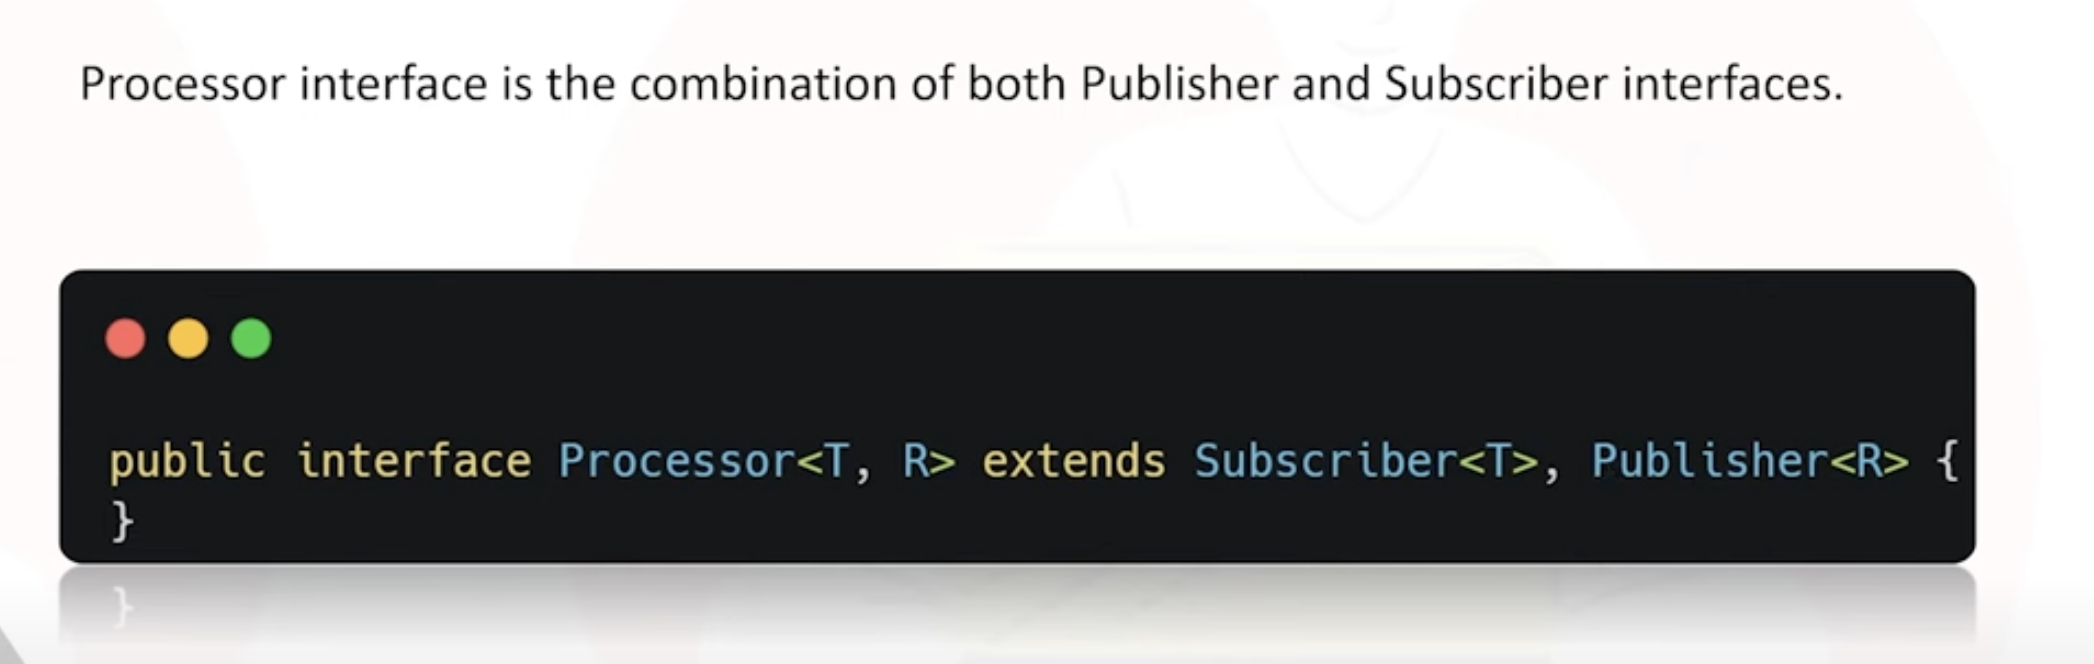 Processor interface is the combination of both Publisher and Subscriber interfaces.
public interface Processor<T, R> extends Subscriber<T>, Publisher<R> {
}